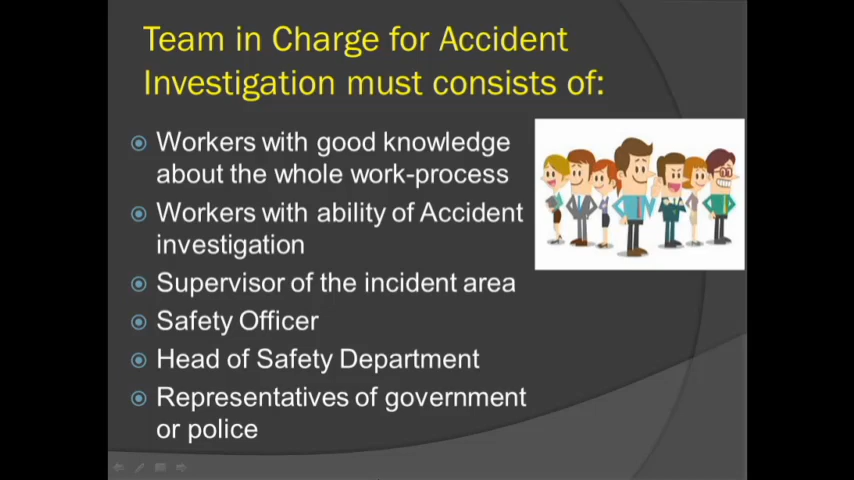 Team in Charge for Accident
Investigation must consists of:
Workers with good knowledge
about the whole work-process
Workers with ability of Accident
investigation
Supervisor of the incident area
Safety Officer
Head of Safety Department
Representatives of government
or police